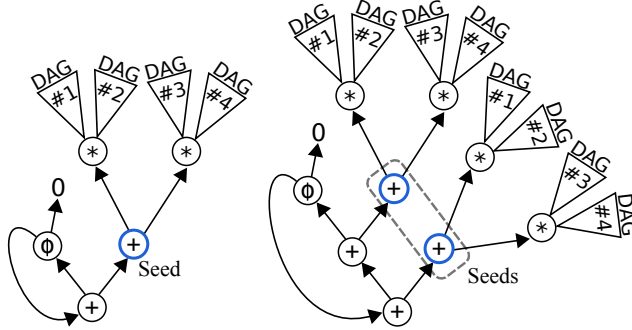 DAG DAG DAG DAG
#1 #2 #3 #4
* *
0
ϕ + Seed
+
DAG DAG DAG DAG
#1 #2 #3 #4
* *
DAG DAG
#1 #2
*
DAG DAG
#3 #4
*
0
ϕ +
+ + Seeds
+